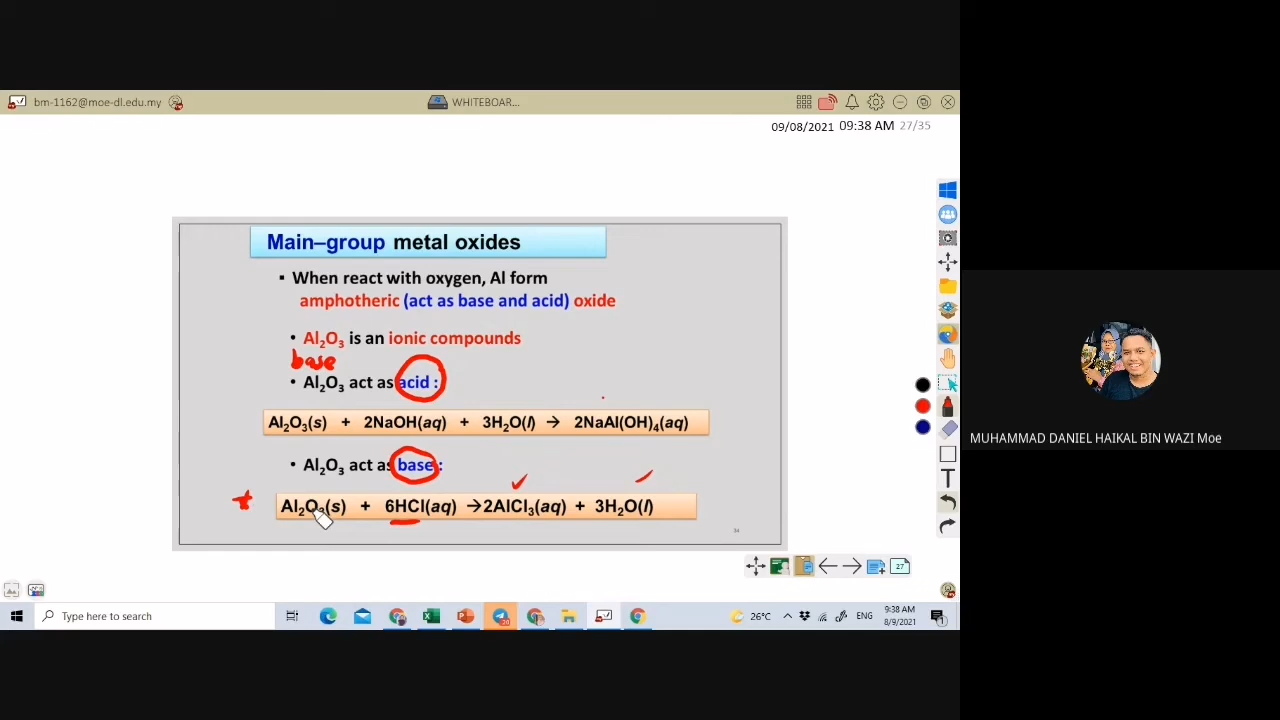 bm-1162@moe-dl.edu.my
WHITEBOAR...
09/08/2021 09:38 AM 27/35
Main–group metal oxides
▪ When react with oxygen, Al form
amphotheric (act as base and acid) oxide
• Al₂O₃ is an ionic compounds
base
• Al₂O₃ act as acid :
Al₂O₃(s) + 2NaOH(aq) + 3H₂O(l) → 2NaAl(OH)₄(aq)
• Al₂O₃ act as base :
Al₂O₃(s) + 6HCl(aq) →2AlCl₃(aq) + 3H₂O(l)
34
27
MUHAMMAD DANIEL HAIKAL BIN WAZI Moe
Type here to search
26°C
ENG
9:38 AM
8/9/2021